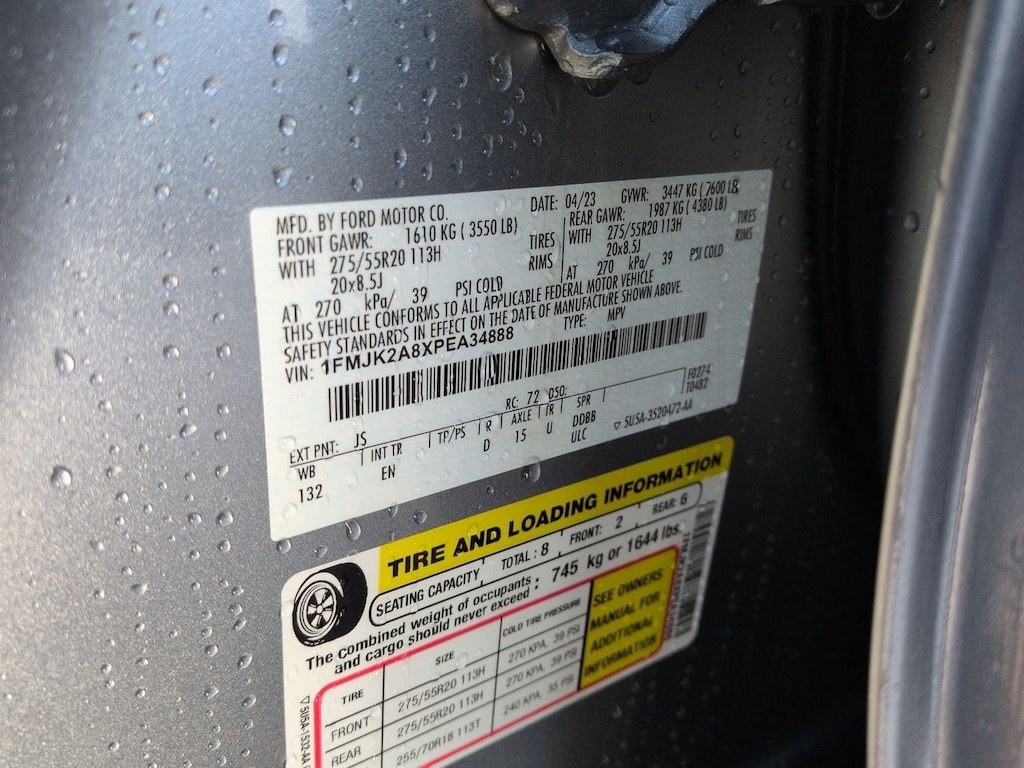 MFD. BY FORD MOTOR CO.
DATE: 04/23 GVWR: 3447 KG ( 7600 LB)
FRONT GAWR: 1610 KG ( 3550 LB)
REAR GAWR: 1987 KG ( 4380 LB)
WITH 275/55R20 113H TIRES
WITH 275/55R20 113H TIRES
20x8.5J RIMS
20x8.5J RIMS
AT 270 kPa/ 39 PSI COLD
AT 270 kPa/ 39 PSI COLD
THIS VEHICLE CONFORMS TO ALL APPLICABLE FEDERAL MOTOR VEHICLE
SAFETY STANDARDS IN EFFECT ON THE DATE OF MANUFACTURE SHOWN ABOVE.
VIN: 1FMJK2A8XPEA34888 TYPE: MPV
EXT PNT: JS RC: 72 DSO:
F0274
T0482
WB INT TR TP/PS R AXLE TR SPR
132 EN D 15 U DDBB
ULC
▽ 5U5A-3520472-AA
TIRE AND LOADING INFORMATION
SEATING CAPACITY TOTAL : 8 FRONT: 2 REAR: 6
The combined weight of occupants
and cargo should never exceed : 745 kg or 1644 lbs.
TIRE SIZE COLD TIRE PRESSURE
FRONT 275/55R20 113H 270 KPA, 39 PSI
REAR 275/55R20 113H 270 KPA, 39 PSI
255/70R18 113T 240 KPA, 35 PSI
SEE OWNERS
MANUAL FOR
ADDITIONAL
INFORMATION
▽ 5U5A-1532-AA